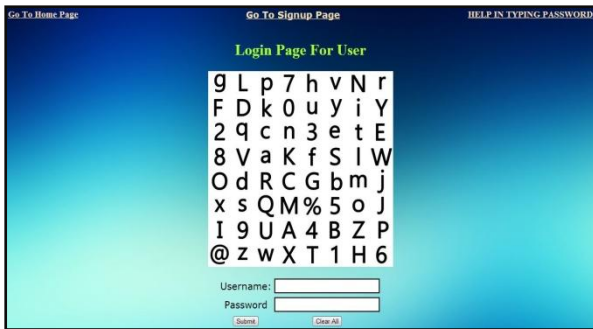 Go To Home Page Go To Signup Page HELP IN TYPING PASSWORD
Login Page For User
g L p 7 h v N r
F D k 0 u y i Y
2 q c n 3 e t E
8 V a K f S l W
O d R C G b m j
x s Q M % 5 o J
I 9 U A 4 B Z P
@ z w X T 1 H 6
Username:
Password
Submit Clear All